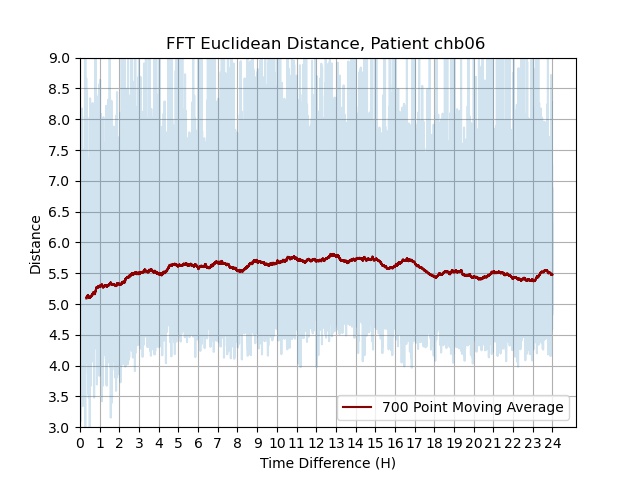 FFT Euclidean Distance, Patient chb06
9.0
8.5
8.0
7.5
7.0
6.5
6.0
5.5
5.0
4.5
4.0
3.5
3.0
Distance
700 Point Moving Average
0 1 2 3 4 5 6 7 8 9 10 11 12 13 14 15 16 17 18 19 20 21 22 23 24
Time Difference (H)